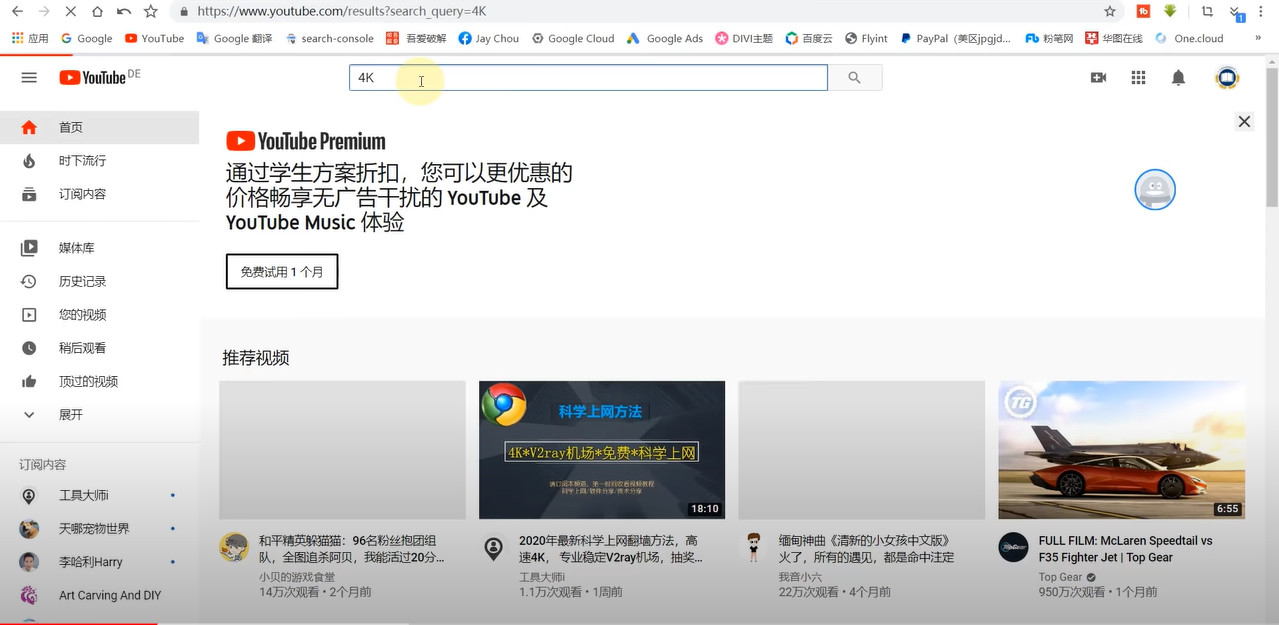 https://www.youtube.com/results?search_query=4K
应用 Google YouTube Google 翻译 search-console 吾爱破解 Jay Chou Google Cloud Google Ads DIVI主题 百度云 Flyint PayPal (美区jpgjd... 粉笔网 华图在线 One.cloud »
YouTube DE
4K
首页
时下流行
订阅内容
媒体库
历史记录
您的视频
稍后观看
顶过的视频
展开
订阅内容
工具大师i
天哪宠物世界
李哈利Harry
Art Carving And DIY
YouTube Premium
通过学生方案折扣，您可以更优惠的
价格畅享无广告干扰的 YouTube 及
YouTube Music 体验
免费试用 1 个月
推荐视频
科学上网方法
4K*V2ray机场*免费*科学上网
18:10
TG
6:55
和平精英躲猫猫：96名粉丝抱团组
队，全图追杀阿贝，我能活过20分...
小贝的游戏食堂
14万次观看 • 2个月前
2020年最新科学上网翻墙方法，高
速4K，专业稳定V2ray机场，抽奖...
工具大师i
1.1万次观看 • 1周前
缅甸神曲《清新的小女孩中文版》
火了，所有的遇见，都是命中注定
我音小六
22万次观看 • 4个月前
FULL FILM: McLaren Speedtail vs
F35 Fighter Jet | Top Gear
Top Gear
950万次观看 • 1个月前